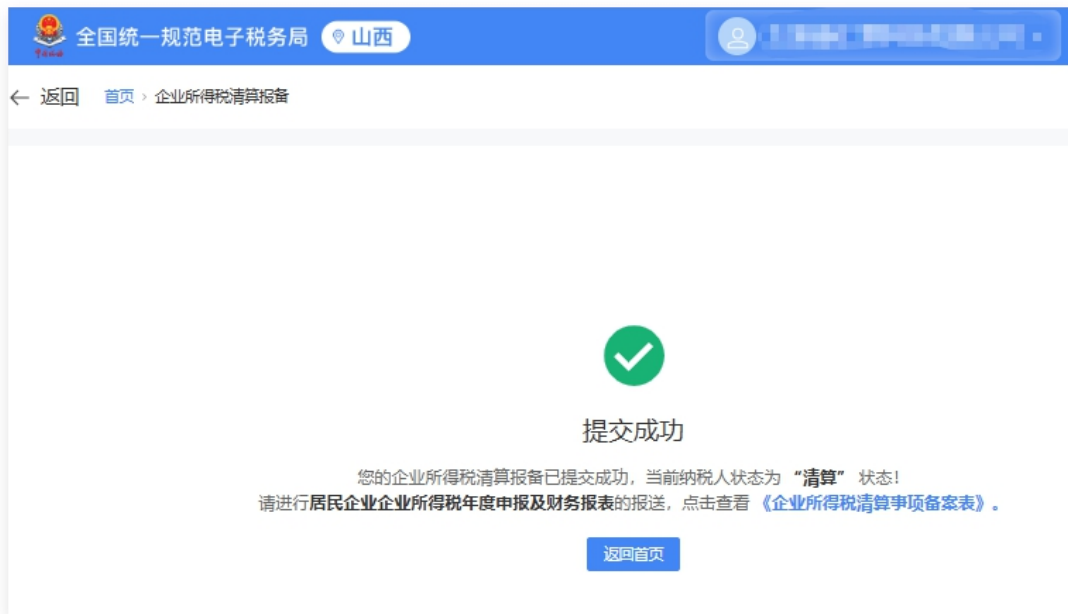 全国统一规范电子税务局 山西
返回 首页 › 企业所得税清算报备
提交成功
您的企业所得税清算报备已提交成功，当前纳税人状态为 “清算” 状态！
请进行居民企业企业所得税年度申报及财务报表的报送，点击查看 《企业所得税清算事项备案表》。
返回首页